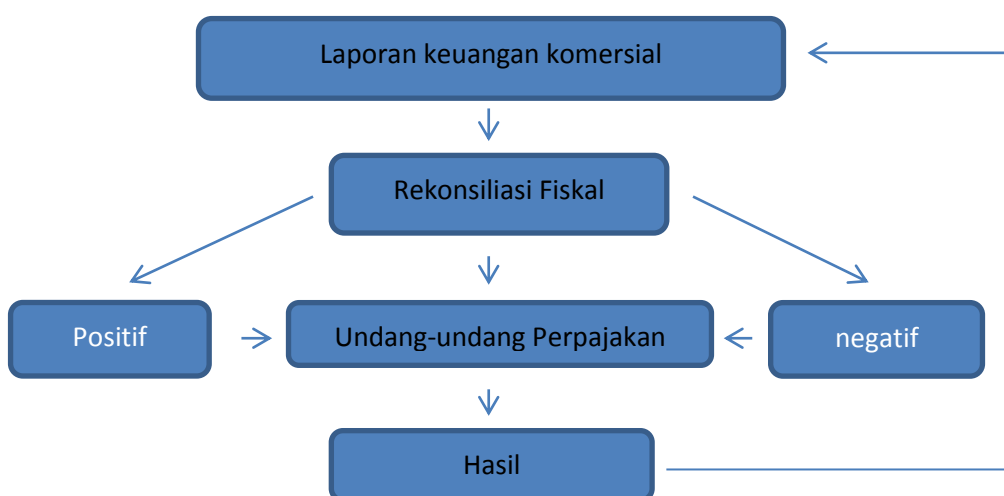 Laporan keuangan komersial
Rekonsiliasi Fiskal
Positif
Undang-undang Perpajakan
negatif
Hasil